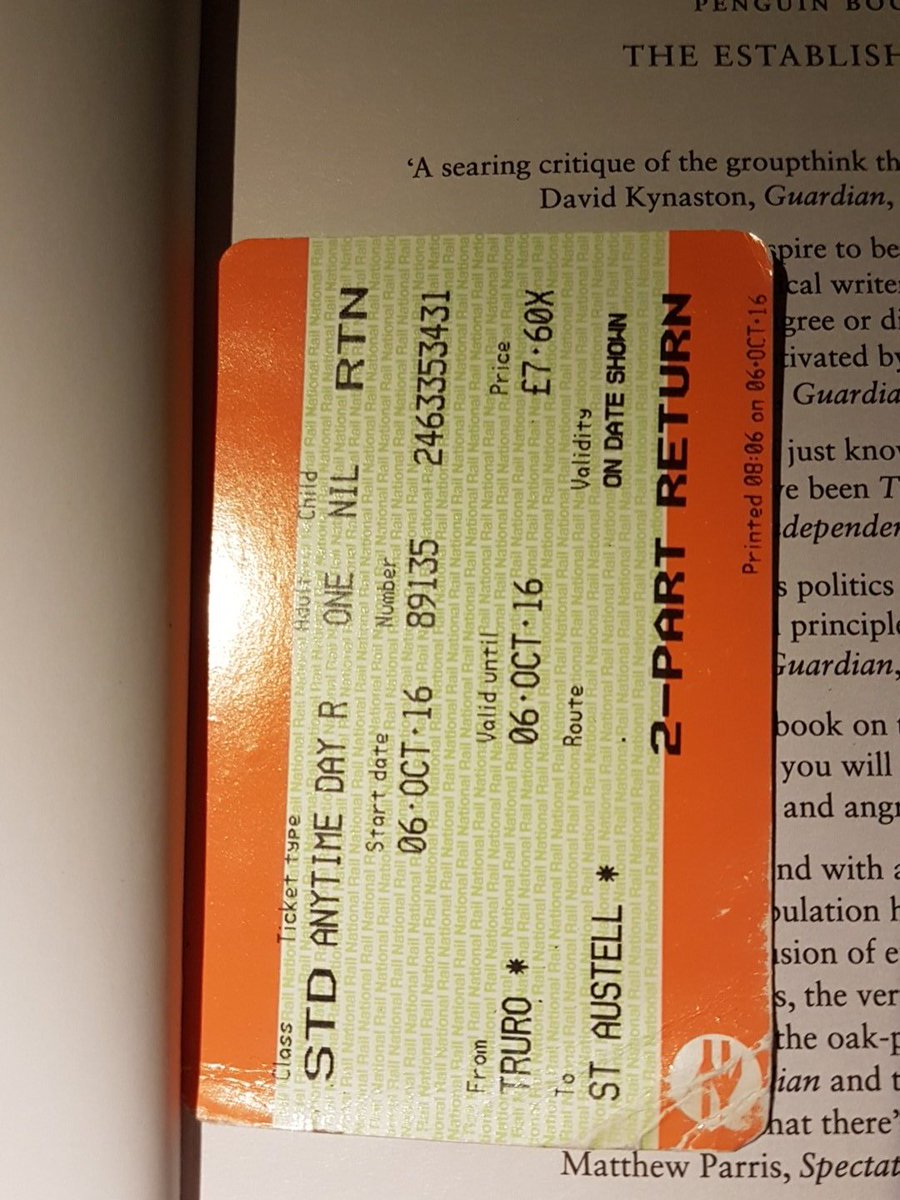 PENGUIN BOO
THE ESTABLISH
‘A searing critique of the groupthink th
David Kynaston, Guardian,
spire to be
cal write
gree or di
tivated by
Guardia
just know
e been T
dependen
s politics
principle
Guardian,
book on t
you will
and angr
nd with a
pulation h
sion of e
s, the ver
the oak-p
ian and t
hat there’
Matthew Parris, Spectat
Class Ticket type Adult Child
STD ANYTIME DAY R ONE NIL RTN
Start date Number
06·OCT·16 89135 2463353431
From Valid until Price
TRURO * 06·OCT·16 £7·60X
To Route Validity
ST AUSTELL * . ON DATE SHOWN
2-PART RETURN
Printed 08:06 on 06·OCT·16